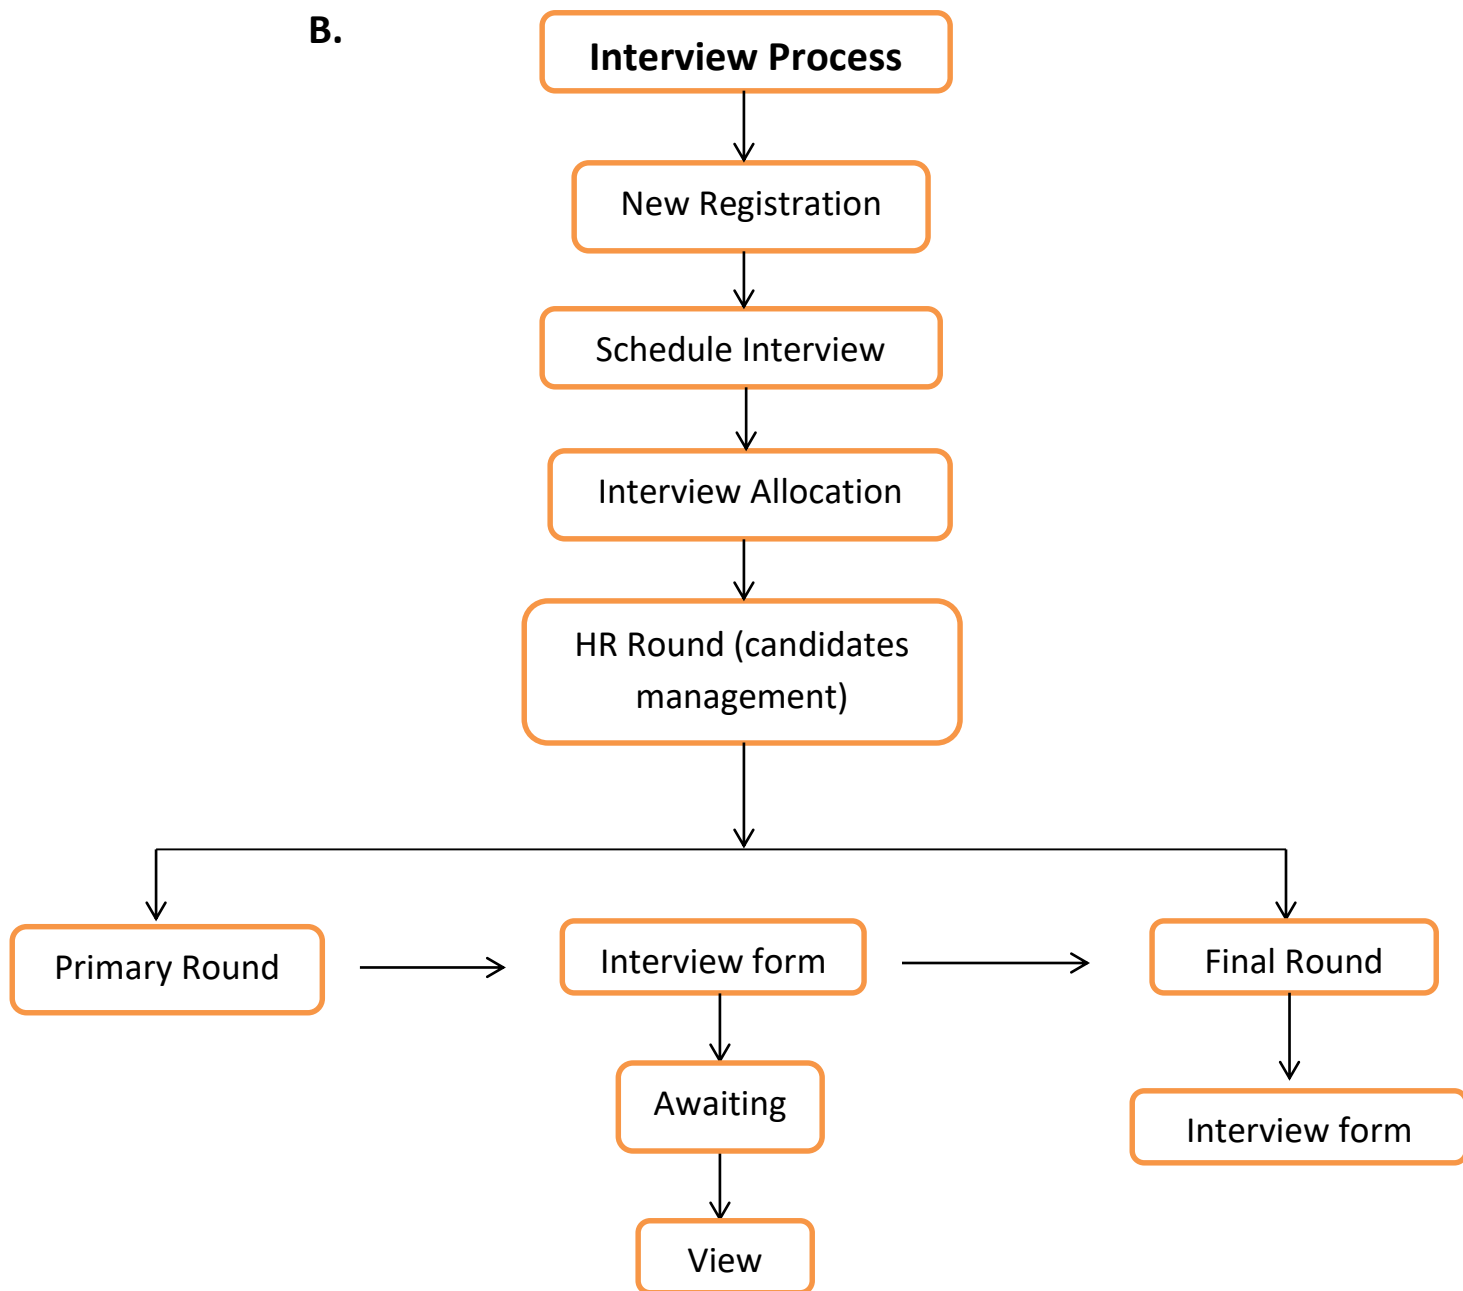 B.
Interview Process
New Registration
Schedule Interview
Interview Allocation
HR Round (candidates
management)
Primary Round
Interview form
Final Round
Awaiting
Interview form
View